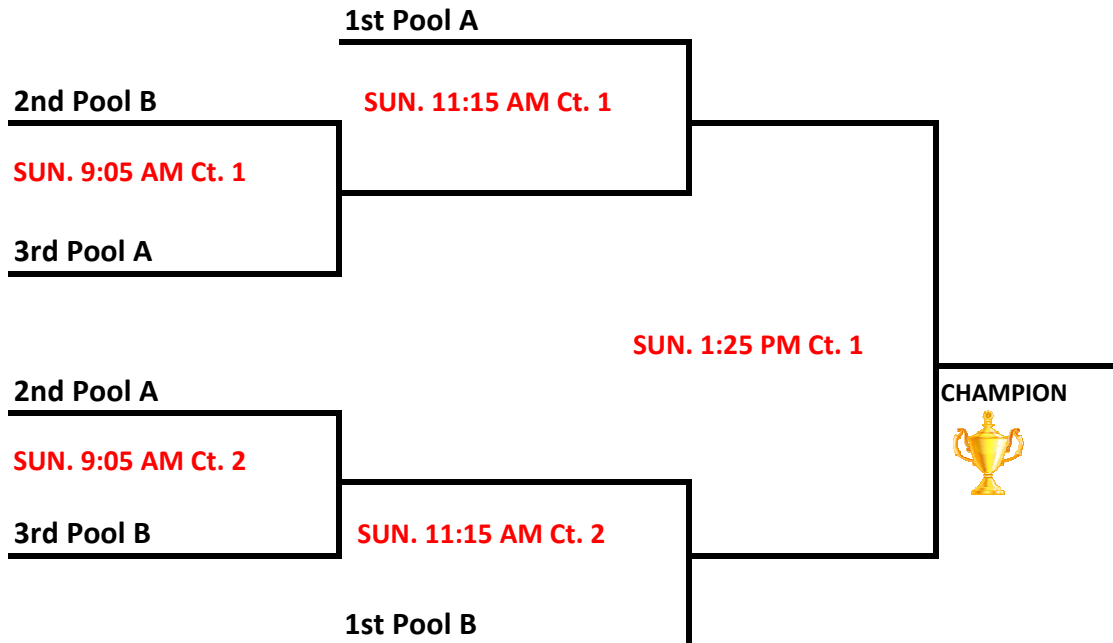 1st Pool A
2nd Pool B
SUN. 11:15 AM Ct. 1
SUN. 9:05 AM Ct. 1
3rd Pool A
SUN. 1:25 PM Ct. 1
2nd Pool A
CHAMPION
SUN. 9:05 AM Ct. 2
3rd Pool B
SUN. 11:15 AM Ct. 2
1st Pool B